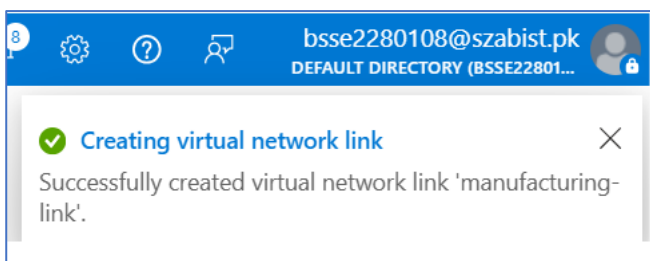 8
bsse2280108@szabist.pk
DEFAULT DIRECTORY (BSSE22801...
Creating virtual network link
Successfully created virtual network link 'manufacturing-
link'.